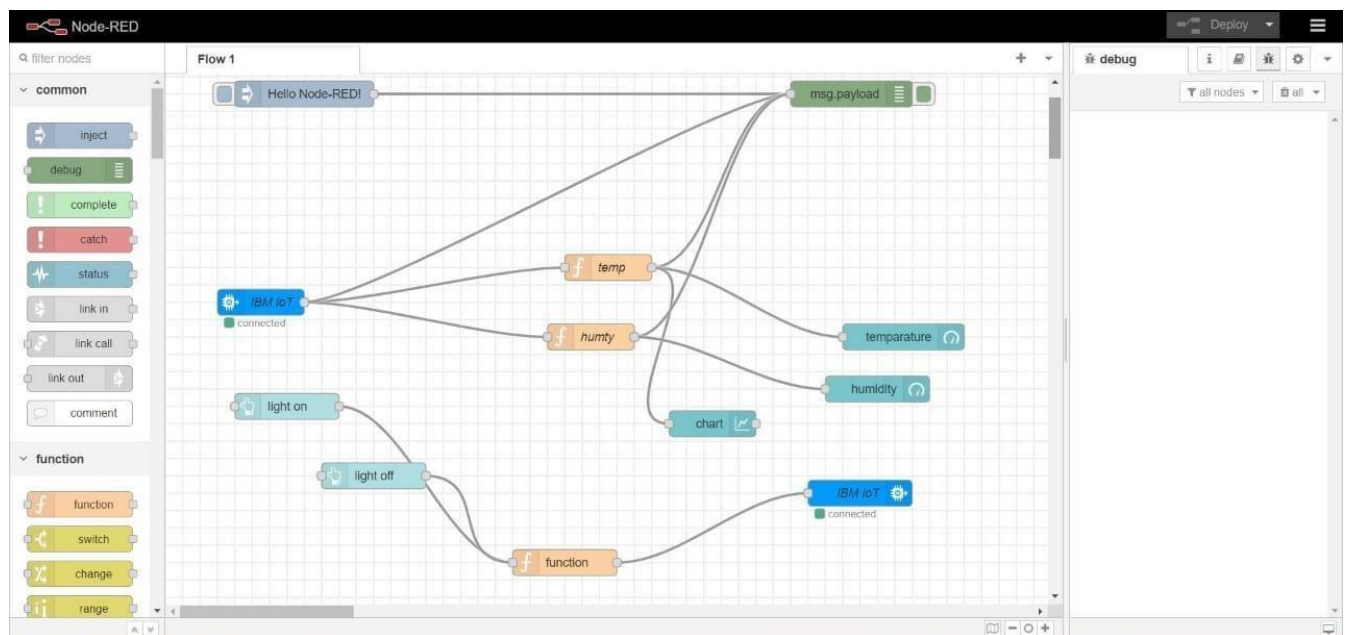 Node-RED
Deploy
filter nodes
Flow 1
debug
i
common
all nodes
all
inject
debug
complete
catch
status
link in
link call
link out
comment
function
function
switch
change
range
Hello Node-RED!
msg.payload
temp
IBM IoT
connected
humty
temparature
humidity
light on
chart
light off
IBM IoT
connected
function